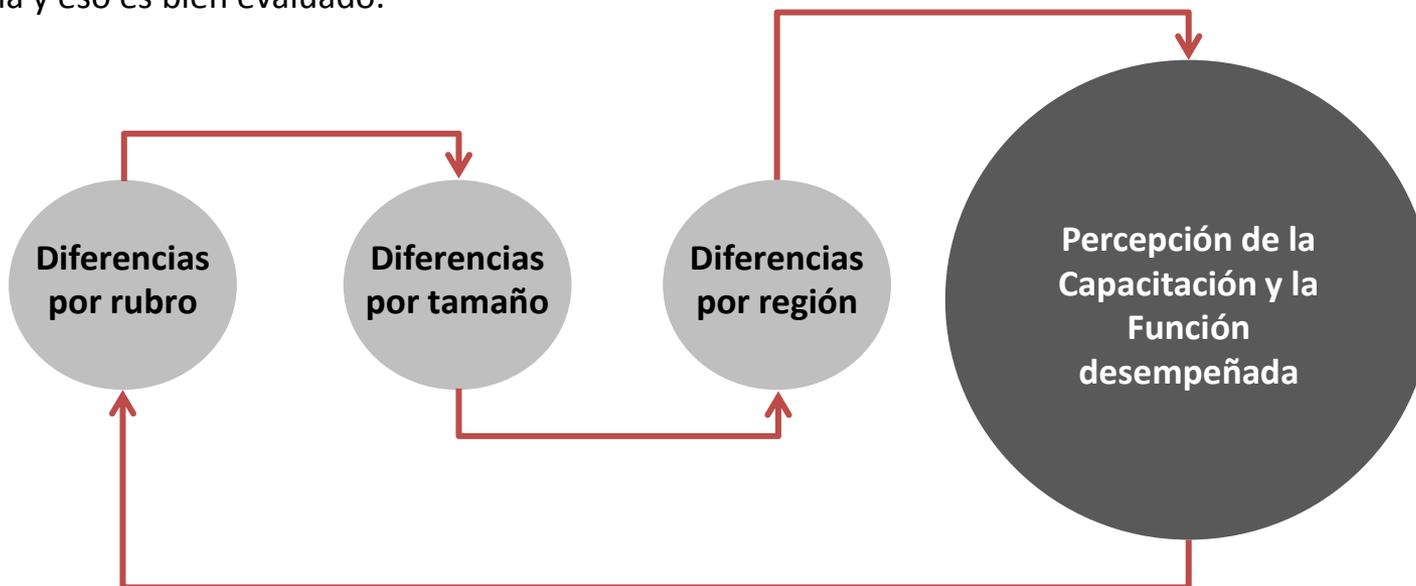 y eso es bien evaluado.
Diferencias
por rubro
Diferencias
por tamaño
Diferencias
por región
Percepción de la
Capacitación y la
Función
desempeñada